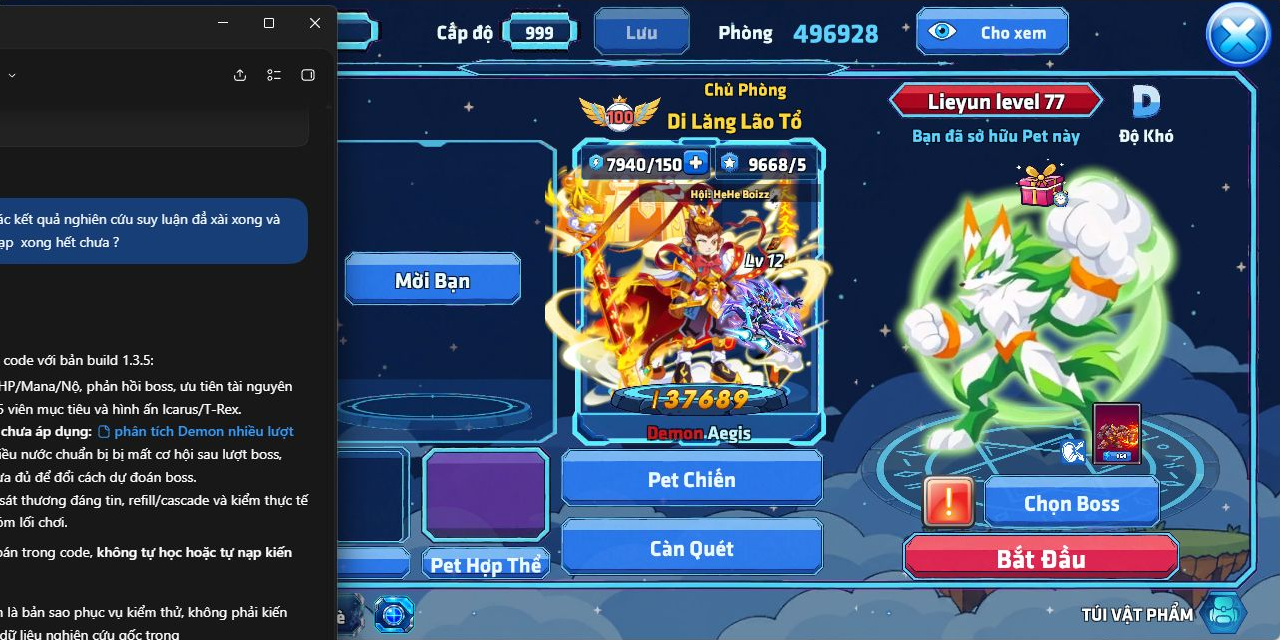 Cấp độ
999
Lưu
Phòng
496928
Cho xem
ác kết quả nghiên cứu suy luận đầ xài xong và
ạp xong hết chưa ?
code với bản build 1.3.5:
HP/Mana/Nộ, phản hồi boss, ưu tiên tài nguyên
5 viên mục tiêu và hình ấn Icarus/T-Rex.
chưa áp dụng: phân tích Demon nhiều lượt
iều nước chuẩn bị bị mất cơ hội sau lượt boss,
ưa đủ để đổi cách dự đoán boss.
sát thương đáng tin, refill/cascade và kiểm thực tế
óm lối chơi.
oán trong code, không tự học hoặc tự nạp kiến
n là bản sao phục vụ kiểm thử, không phải kiến
dữ liệu nghiên cứu gốc trong
Mời Bạn
Chủ Phòng
100
Di Lăng Lão Tổ
7940/150
9668/5
Hội: HeHe Boizz
Lv 12
137689
Demon Aegis
Pet Chiến
Càn Quét
Pet Hợp Thể
Lieyun level 77
Bạn đã sở hữu Pet này
D
Độ Khó
Chọn Boss
Bắt Đầu
TÚI VẬT PHẨM